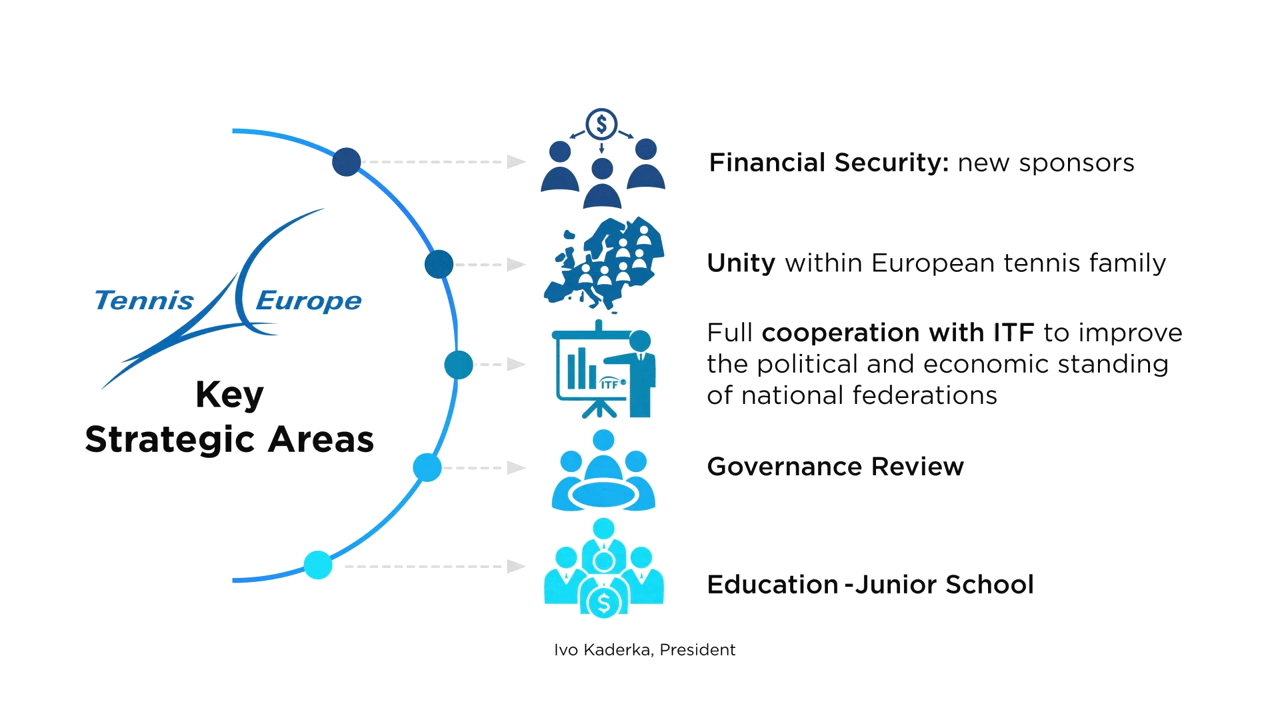 Tennis Europe
Key
Strategic Areas
$
Financial Security: new sponsors
Unity within European tennis family
ITF
Full cooperation with ITF to improve
the political and economic standing
of national federations
Governance Review
$
Education -Junior School
Ivo Kaderka, President